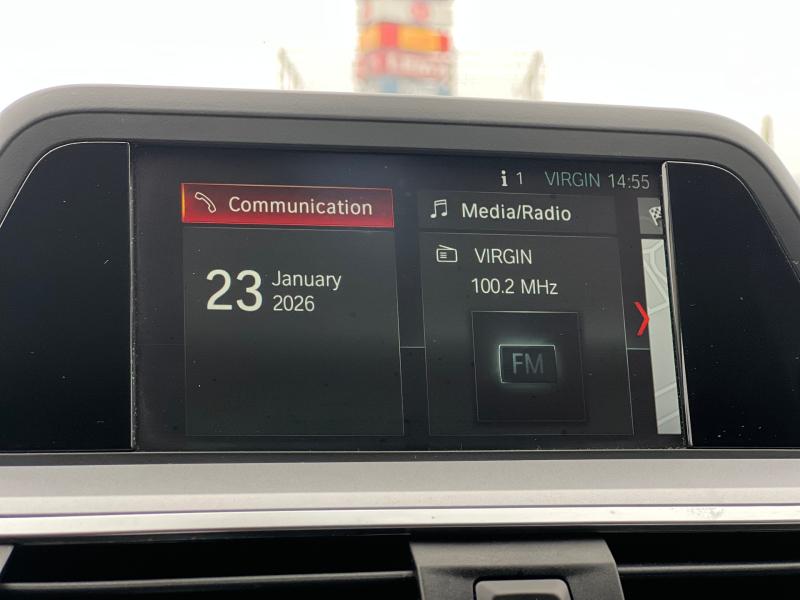 1 VIRGIN 14:55
Communication
Media/Radio
23 January
2026
VIRGIN
100.2 MHz
FM